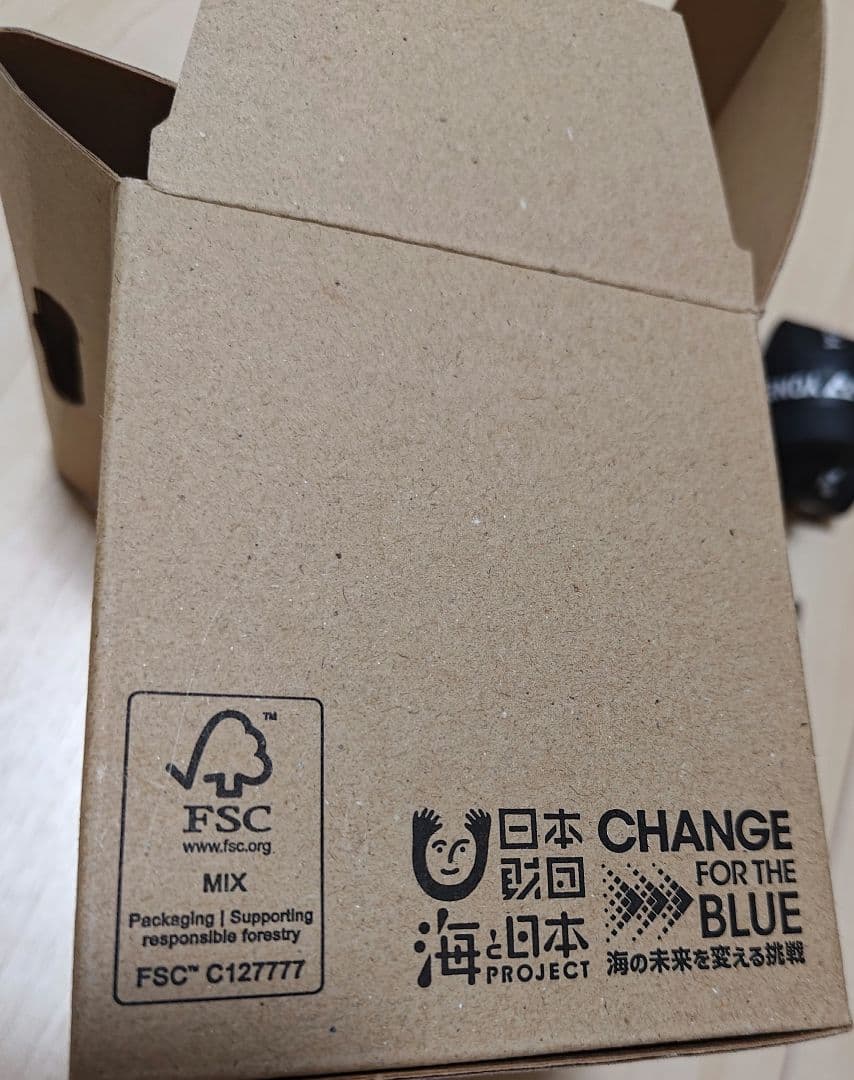 TM
FSC
www.fsc.org
MIX
Packaging | Supporting
responsible forestry
FSC™ C127777
日本
財団
海と日本
PROJECT
CHANGE
FOR THE
BLUE
海の未来を変える挑戦